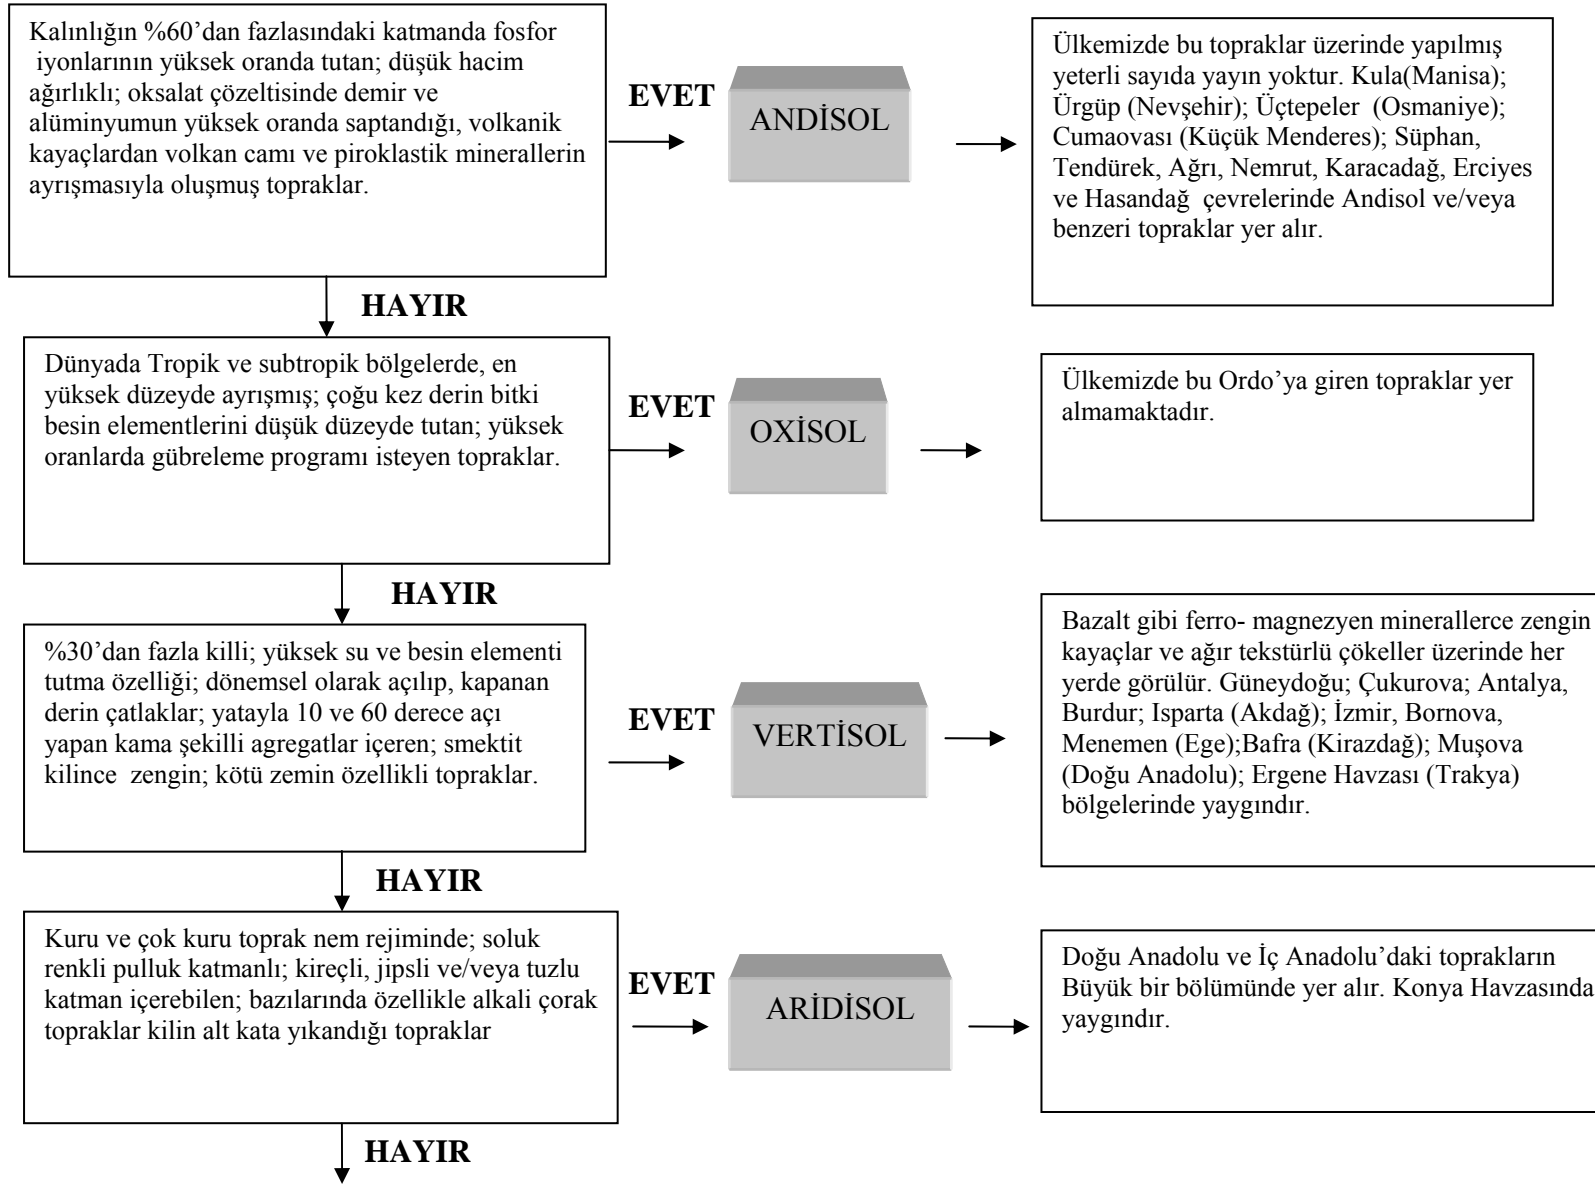 Kalınlığın %60’dan fazlasındaki katmanda fosfor
iyonlarının yüksek oranda tutan; düşük hacim
ağırlıklı; oksalat çözeltisinde demir ve
alüminyumun yüksek oranda saptandığı, volkanik
kayaçlardan volkan camı ve piroklastik minerallerin
ayrışmasıyla oluşmuş topraklar.
EVET
ANDİSOL
Ülkemizde bu topraklar üzerinde yapılmış
yeterli sayıda yayın yoktur. Kula(Manisa);
Ürgüp (Nevşehir); Üçtepeler (Osmaniye);
Cumaovası (Küçük Menderes); Süphan,
Tendürek, Ağrı, Nemrut, Karacadağ, Erciyes
ve Hasandağ çevrelerinde Andisol ve/veya
benzeri topraklar yer alır.
HAYIR
Dünyada Tropik ve subtropik bölgelerde, en
yüksek düzeyde ayrışmış; çoğu kez derin bitki
besin elementlerini düşük düzeyde tutan; yüksek
oranlarda gübreleme programı isteyen topraklar.
EVET
OXİSOL
Ülkemizde bu Ordo’ya giren topraklar yer
almamaktadır.
HAYIR
%30’dan fazla killi; yüksek su ve besin elementi
tutma özelliği; dönemsel olarak açılıp, kapanan
derin çatlaklar; yatayla 10 ve 60 derece açı
yapan kama şekilli agregatlar içeren; smektit
kilince zengin; kötü zemin özellikli topraklar.
EVET
VERTİSOL
Bazalt gibi ferro- magnezyen minerallerce zengin
kayaçlar ve ağır tekstürlü çökeller üzerinde her
yerde görülür. Güneydoğu; Çukurova; Antalya,
Burdur; Isparta (Akdağ); İzmir, Bornova,
Menemen (Ege);Bafra (Kirazdağ); Muşova
(Doğu Anadolu); Ergene Havzası (Trakya)
bölgelerinde yaygındır.
HAYIR
Kuru ve çok kuru toprak nem rejiminde; soluk
renkli pulluk katmanlı; kireçli, jipsli ve/veya tuzlu
katman içerebilen; bazılarında özellikle alkali çorak
topraklar kilin alt kata yıkandığı topraklar
EVET
ARİDİSOL
Doğu Anadolu ve İç Anadolu’daki toprakların
Büyük bir bölümünde yer alır. Konya Havzasında
yaygındır.
HAYIR